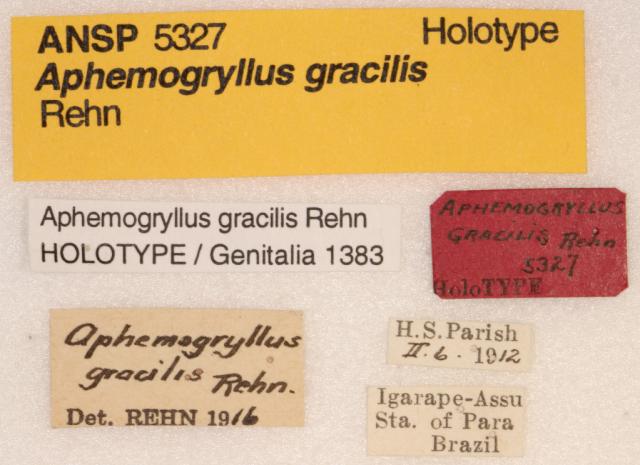 ANSP 5327 Holotype
Aphemogryllus gracilis
Rehn
Aphemogryllus gracilis Rehn
HOLOTYPE / Genitalia 1383
APHEMOGRYLLUS
GRACILIS Rehn
5327
HoloTYPE
Aphemogryllus
gracilis Rehn.
Det. REHN 1916
H.S.Parish
II.6.1912
Igarape-Assu
Sta. of Para
Brazil